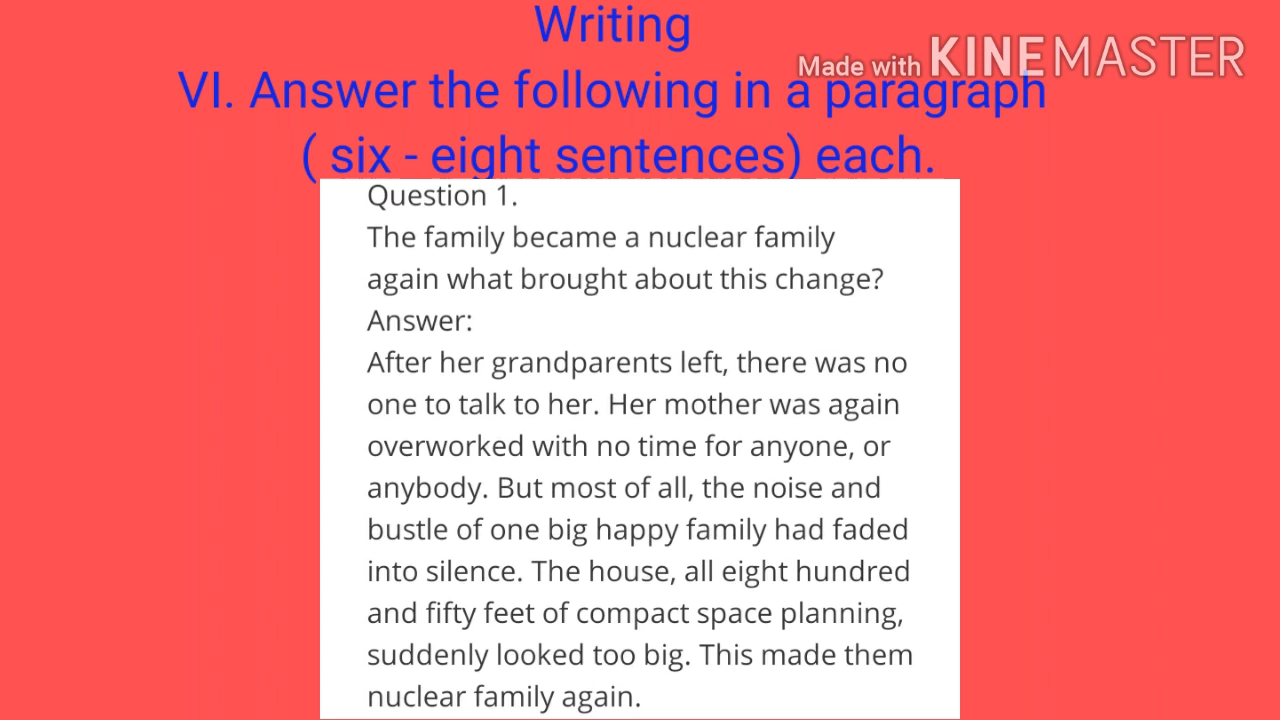 Writing
Made with KINEMASTER
VI. Answer the following in a paragraph
( six - eight sentences) each.
Question 1.
The family became a nuclear family
again what brought about this change?
Answer:
After her grandparents left, there was no
one to talk to her. Her mother was again
overworked with no time for anyone, or
anybody. But most of all, the noise and
bustle of one big happy family had faded
into silence. The house, all eight hundred
and fifty feet of compact space planning,
suddenly looked too big. This made them
nuclear family again.